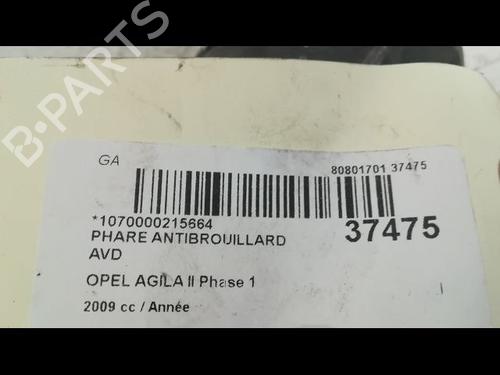 GA
80801701 37475
*1070000215664
37475
PHARE ANTIBROUILLARD
AVD
OPEL AGILA II Phase 1
2009 cc / Année
B-PARTS